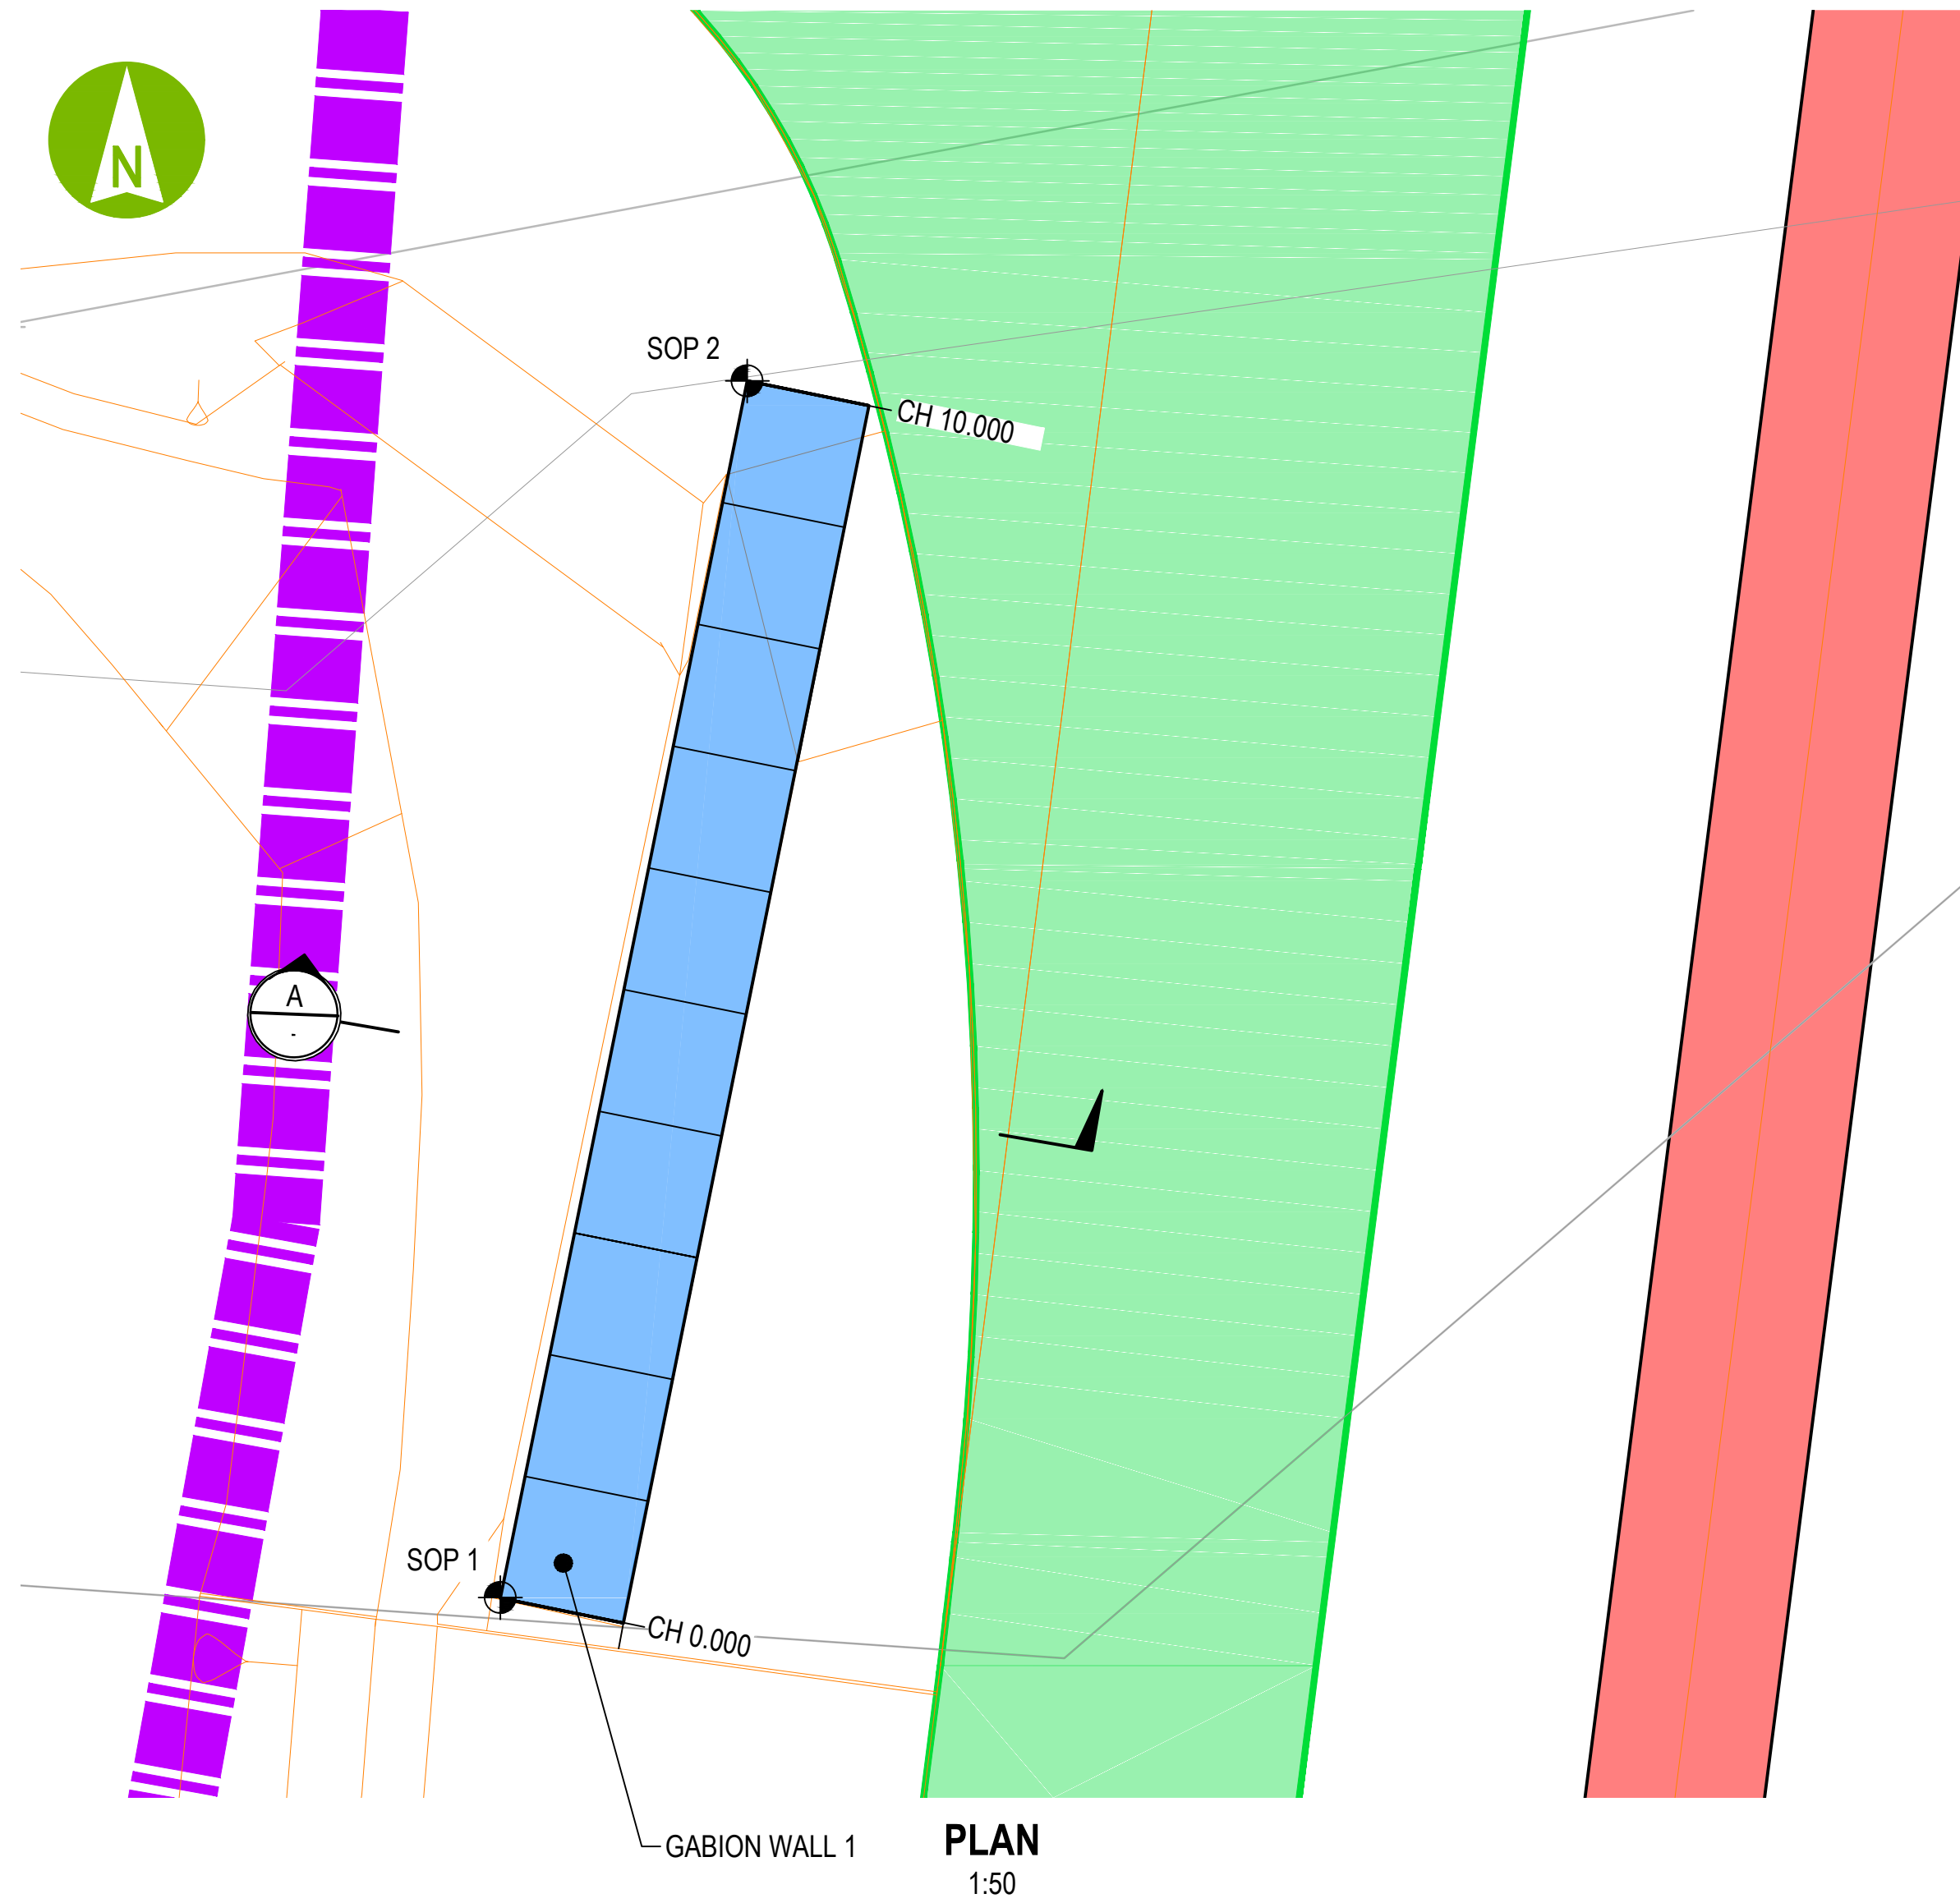 N
SOP 2
CH 10.000
A
-
SOP 1
CH 0.000
GABION WALL 1
PLAN
1:50